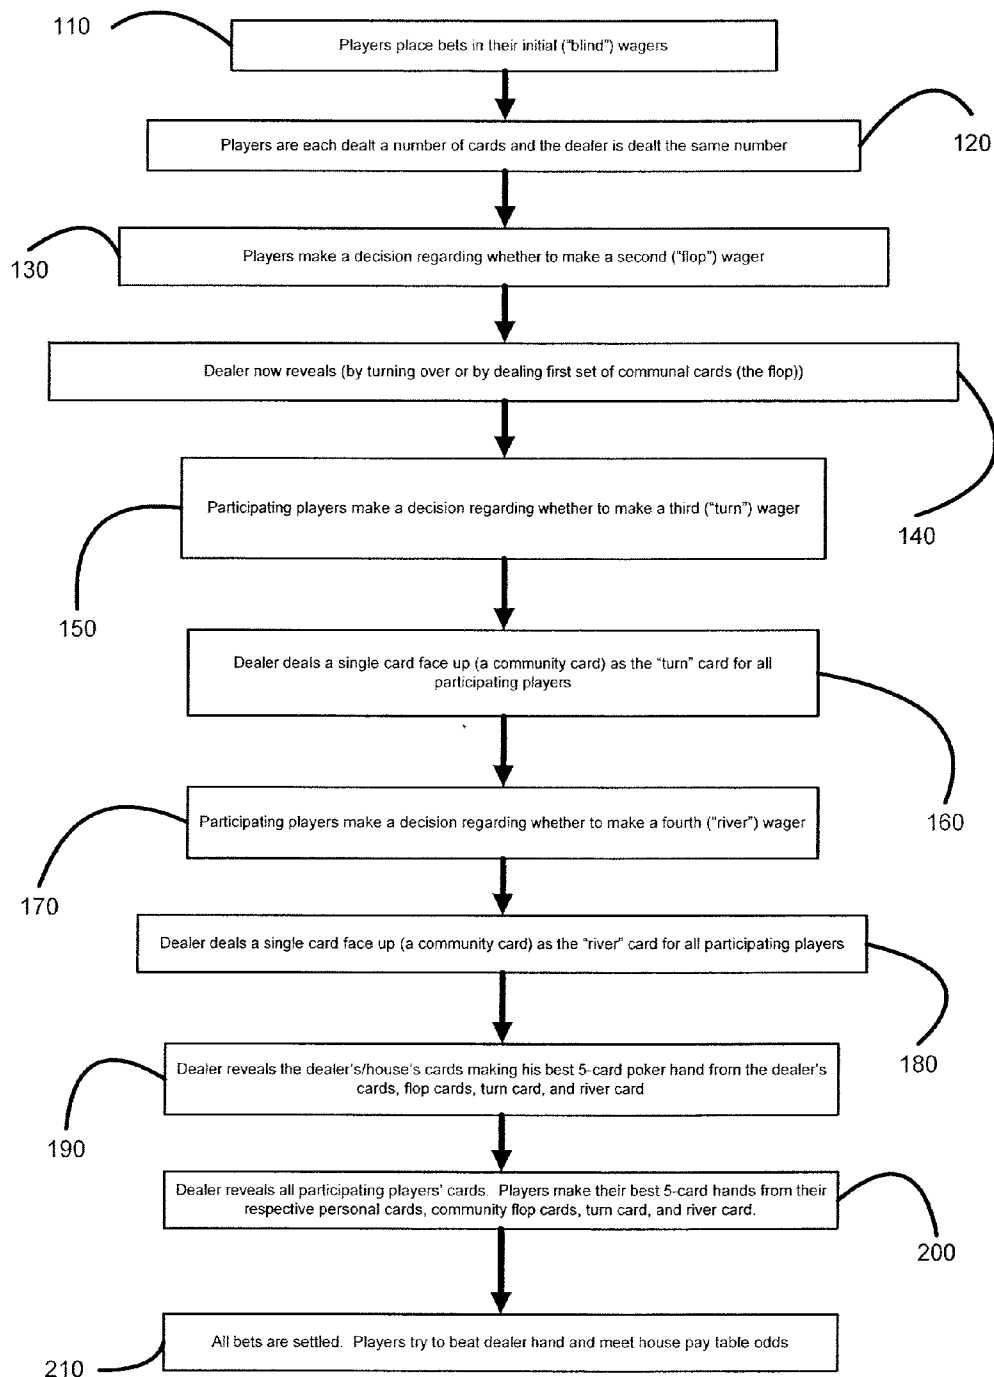 110
Players place bets in their initial ("blind") wagers
Players are each dealt a number of cards and the dealer is dealt the same number
120
Players make a decision regarding whether to make a second ("flop") wager
130
Dealer now reveals (by turning over or by dealing first set of communal cards (the flop))
140
Participating players make a decision regarding whether to make a third ("turn") wager
150
Dealer deals a single card face up (a community card) as the "turn" card for all
participating players
160
Participating players make a decision regarding whether to make a fourth ("river") wager
170
Dealer deals a single card face up (a community card) as the "river" card for all participating players
180
Dealer reveals the dealer's/house's cards making his best 5-card poker hand from the dealer's
cards, flop cards, turn card, and river card
190
Dealer reveals all participating players' cards. Players make their best 5-card hands from their
respective personal cards, community flop cards, turn card, and river card.
200
All bets are settled. Players try to beat dealer hand and meet house pay table odds
210